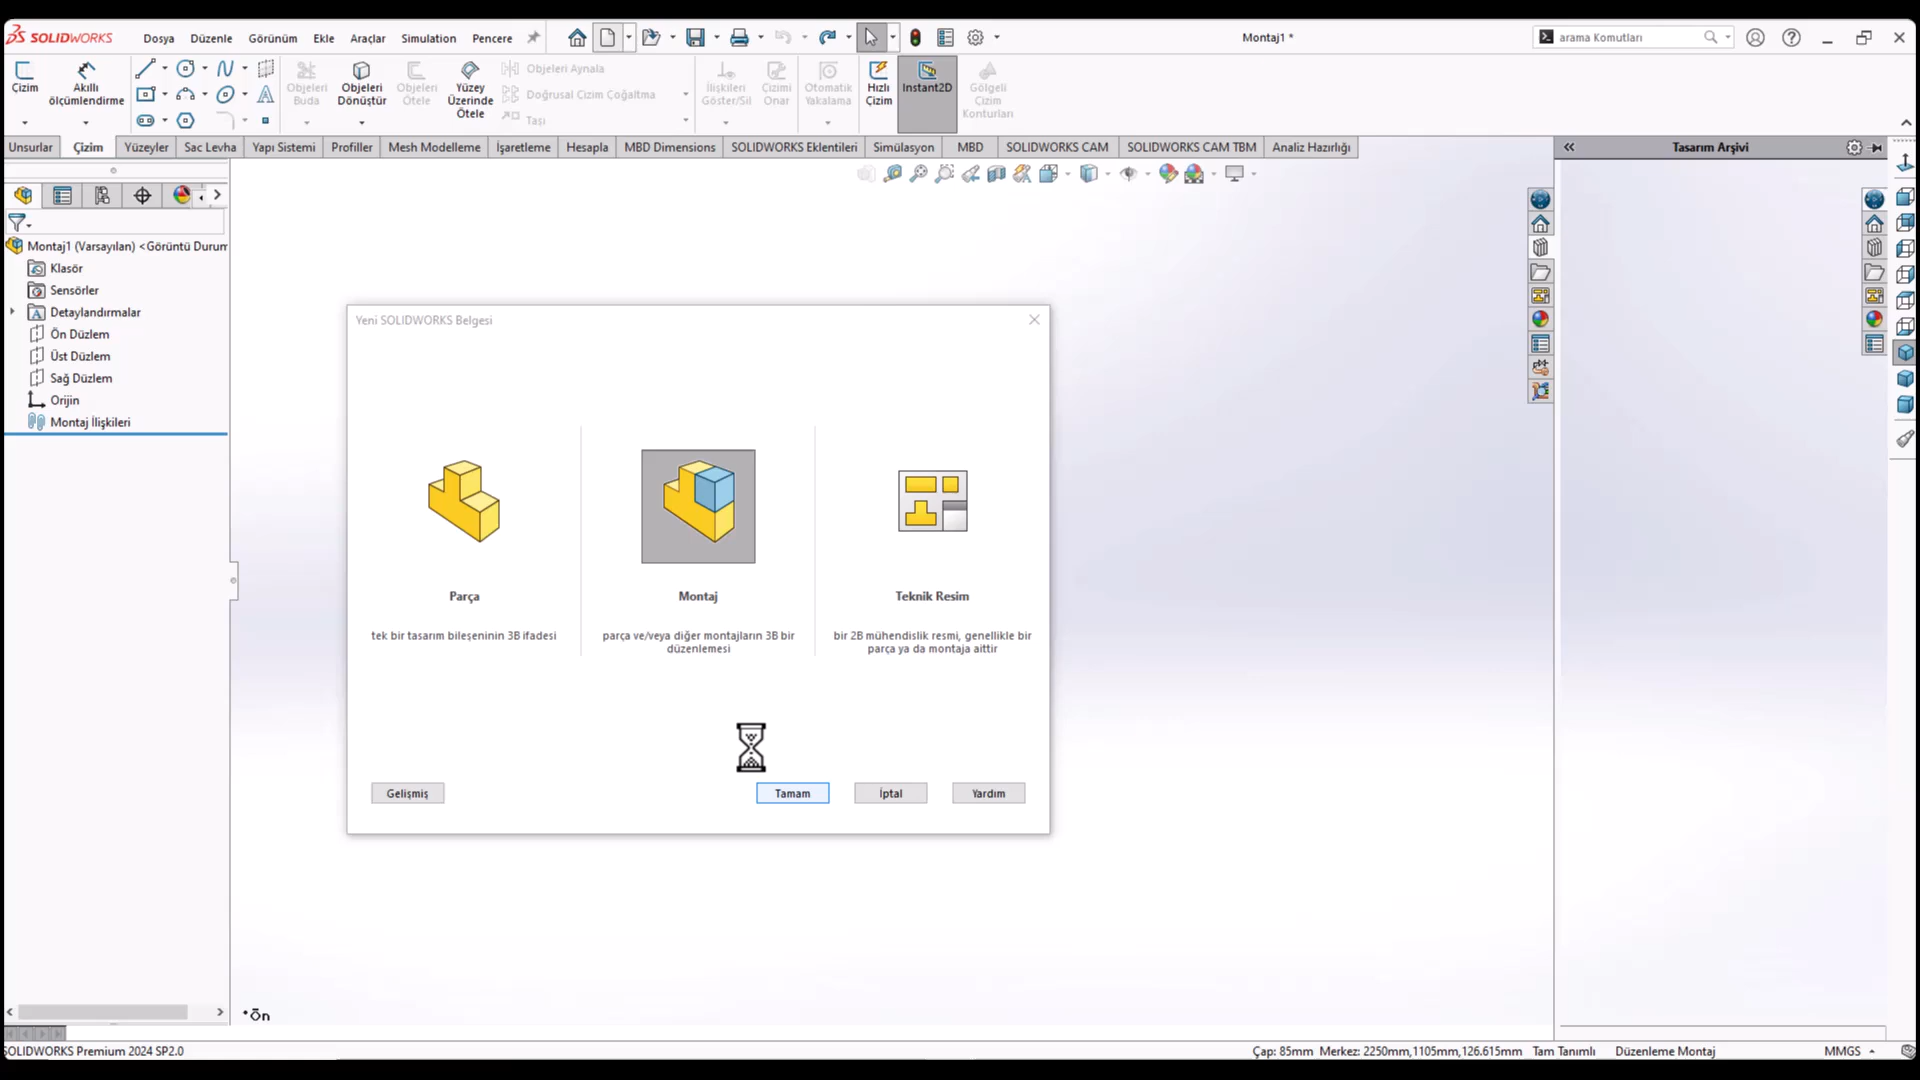 SOLIDWORKS
Dosya
Düzenle
Görünüm
Ekle
Araçlar
Simulation
Pencere
Montaj1 *
arama Komutları
Çizim
Akıllı
ölçümlendirme
Objeleri
Buda
Objeleri
Dönüştür
Objeleri
Ötele
Yüzey
Üzerinde
Ötele
Objeleri Aynala
Doğrusal Çizim Çoğaltma
Taşı
İlişkileri
Göster/Sil
Çizimi
Onar
Otomatik
Yakalama
Hızlı
Çizim
Instant2D
Gölgeli
Çizim
Konturları
Unsurlar
Çizim
Yüzeyler
Sac Levha
Yapı Sistemi
Profiller
Mesh Modelleme
İşaretleme
Hesapla
MBD Dimensions
SOLIDWORKS Eklentileri
Simülasyon
MBD
SOLIDWORKS CAM
SOLIDWORKS CAM TBM
Analiz Hazırlığı
Tasarım Arşivi
Montaj1 (Varsayılan) <Görüntü Durum
Klasör
Sensörler
Detaylandırmalar
Ön Düzlem
Üst Düzlem
Sağ Düzlem
Orijin
Montaj İlişkileri
Yeni SOLIDWORKS Belgesi
Parça
tek bir tasarım bileşeninin 3B ifadesi
Montaj
parça ve/veya diğer montajların 3B bir
düzenlemesi
Teknik Resim
bir 2B mühendislik resmi, genellikle bir
parça ya da montaja aittir
Gelişmiş
Tamam
İptal
Yardım
*Ön
SOLIDWORKS Premium 2024 SP2.0
Çap: 85mm Merkez: 2250mm,1105mm,126.615mm
Tam Tanımlı
Düzenleme Montaj
MMGS